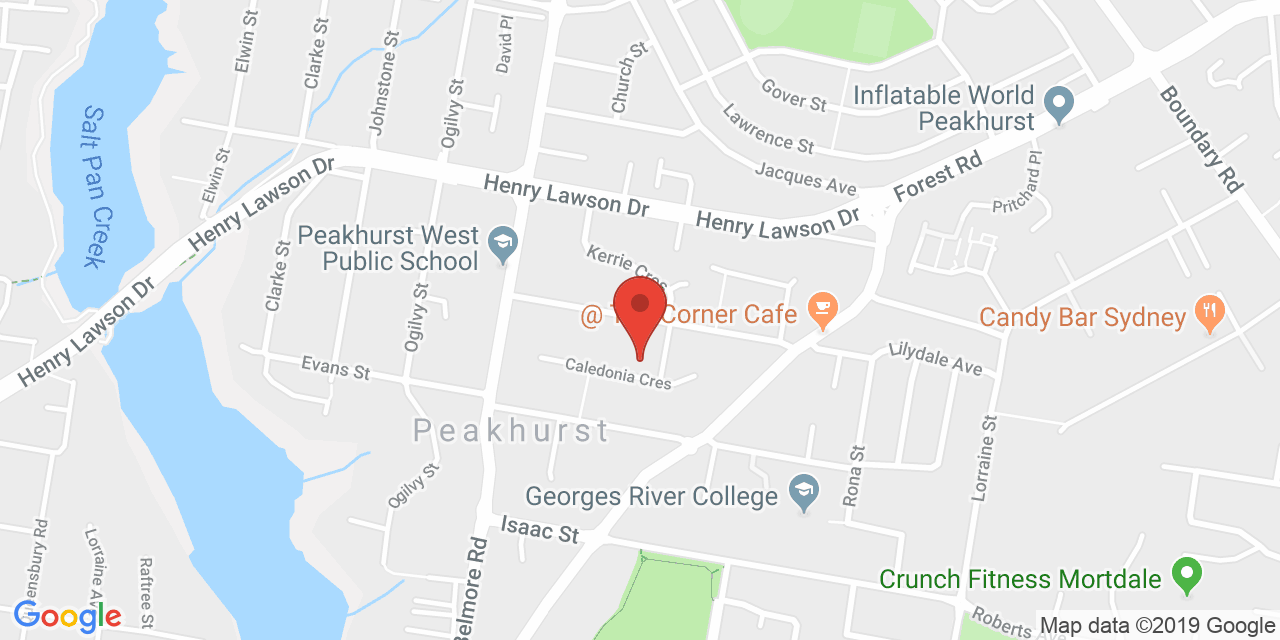 Elwin St
Clarke St
Johnstone St
Ogilvy St
David Pl
Church St
Gover St
Lawrence St
Jacques Ave
Inflatable World
Peakhurst
Boundary Rd
Forest Rd
Pritchard Pl
Salt Pan Creek
Elwin St
Henry Lawson Dr
Henry Lawson Dr
Henry Lawson Dr
Henry Lawson Dr
Peakhurst West
Public School
Kerrie Cres
Clarke St
Ogilvy St
@ Corner Cafe
Candy Bar Sydney
Lilydale Ave
Evans St
Caledonia Cres
Peakhurst
Ogilvy St
Georges River College
Rona St
Lorraine St
Isaac St
Belmore Rd
Lorraine Ave
Raftree St
Crunch Fitness Mortdale
Roberts Ave
Google
Map data ©2019 Google